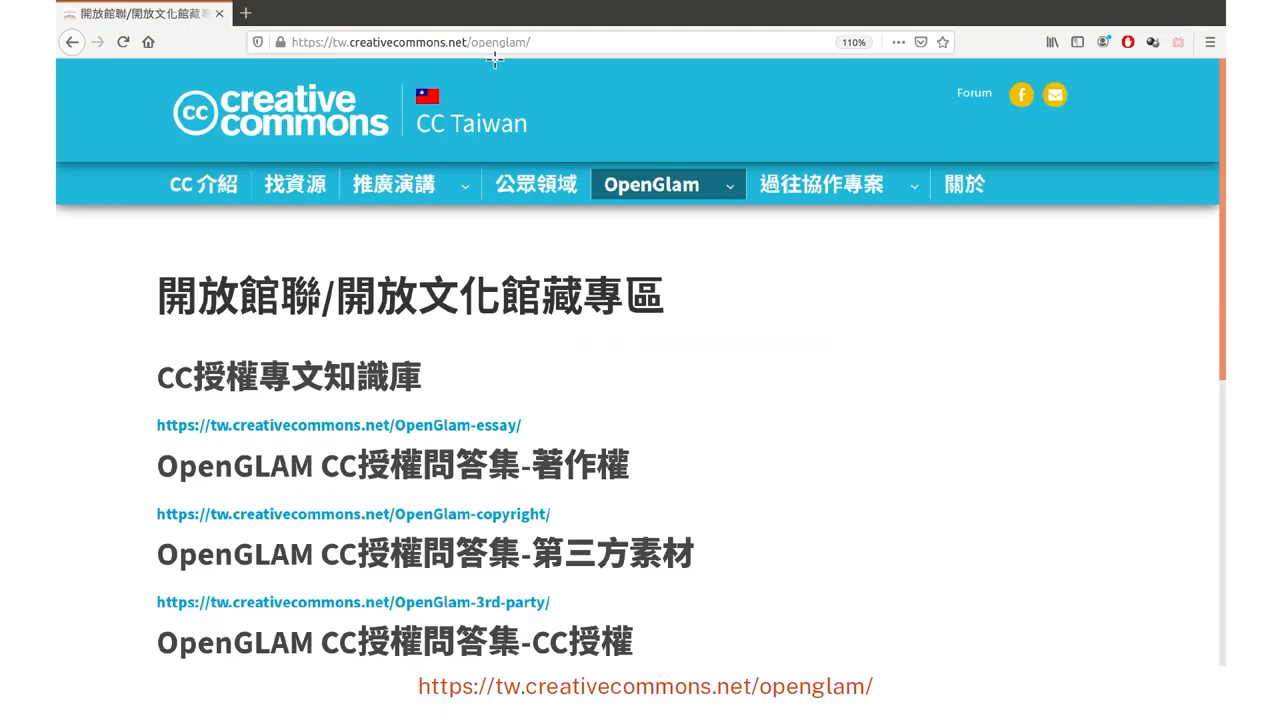 開放館聯/開放文化館藏專
https://tw.creativecommons.net/openglam/
110%
cc creative commons
CC Taiwan
Forum
CC 介紹 找資源 推廣演講 公眾領域 OpenGlam 過往協作專案 關於
開放館聯/開放文化館藏專區
CC授權專文知識庫
https://tw.creativecommons.net/OpenGlam-essay/
OpenGLAM CC授權問答集-著作權
https://tw.creativecommons.net/OpenGlam-copyright/
OpenGLAM CC授權問答集-第三方素材
https://tw.creativecommons.net/OpenGlam-3rd-party/
OpenGLAM CC授權問答集-CC授權
https://tw.creativecommons.net/openglam/